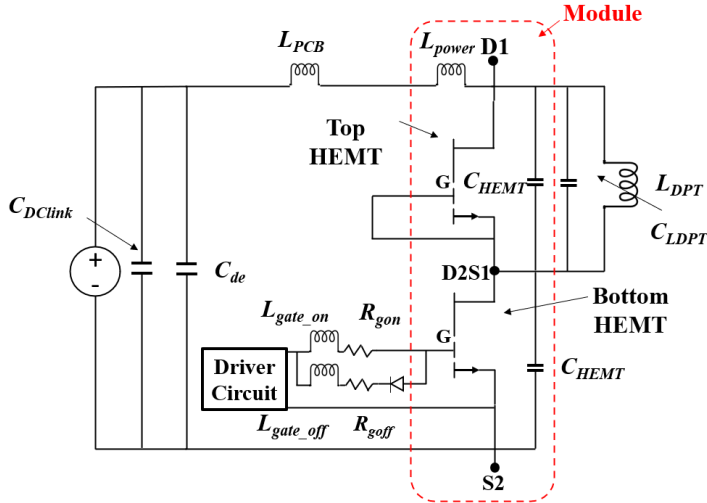 Module
L_PCB
L_power
D1
Top
HEMT
G
C_HEMT
L_DPT
C_DClink
C_LDPT
+
-
C_de
D2S1
Bottom
HEMT
L_gate_on
R_gon
G
Driver
Circuit
C_HEMT
L_gate_off
R_goff
S2